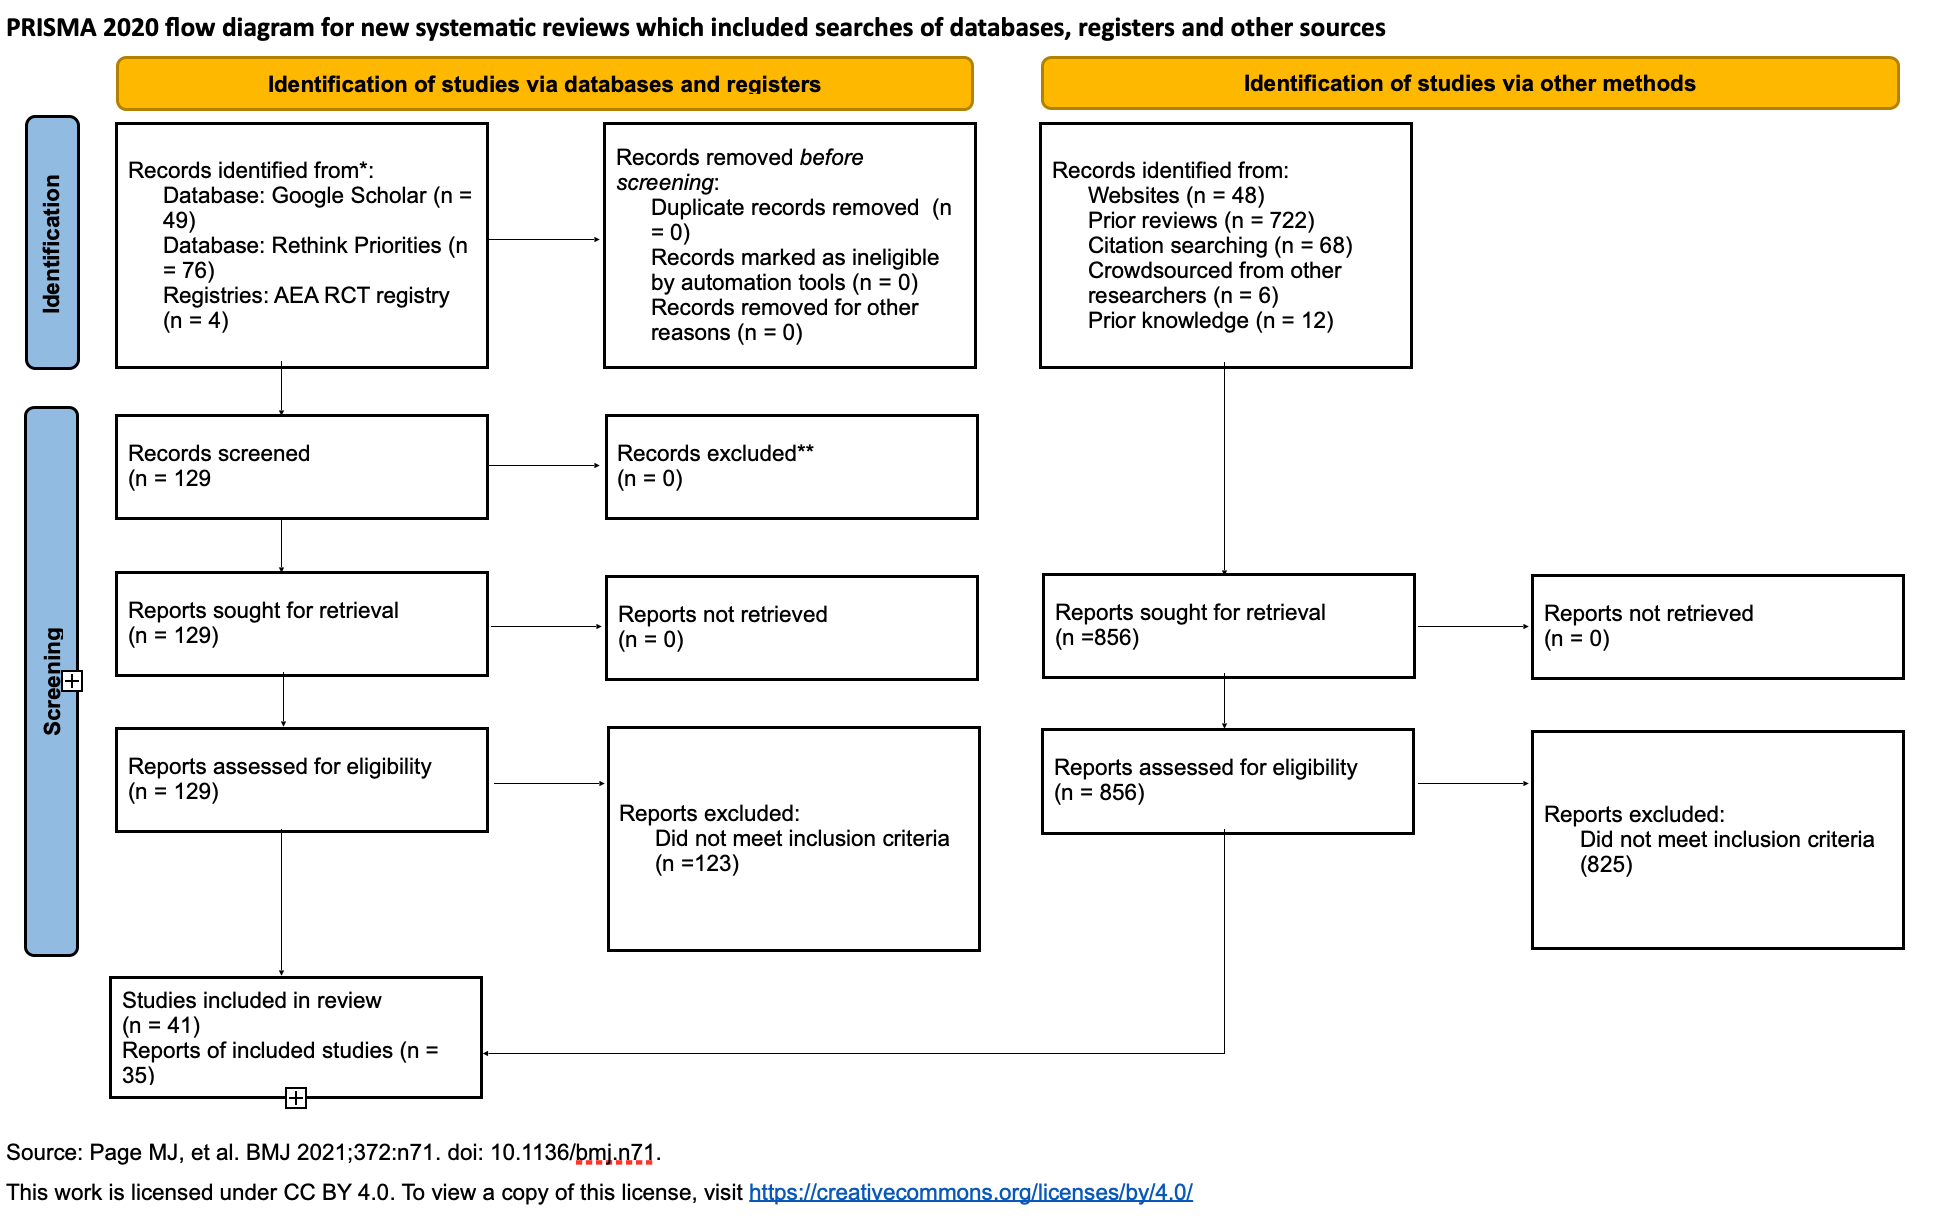 PRISMA 2020 flow diagram for new systematic reviews which included searches of databases, registers and other sources
Identification of studies via databases and registers
Identification of studies via other methods
Identification
Records identified from*:
Database: Google Scholar (n =
49)
Database: Rethink Priorities (n
= 76)
Registries: AEA RCT registry
(n = 4)
Records removed before
screening:
Duplicate records removed  (n
= 0)
Records marked as ineligible
by automation tools (n = 0)
Records removed for other
reasons (n = 0)
Records identified from:
Websites (n = 48)
Prior reviews (n = 722)
Citation searching (n = 68)
Crowdsourced from other
researchers (n = 6)
Prior knowledge (n = 12)
Screening
Records screened
(n = 129
Records excluded**
(n = 0)
Reports sought for retrieval
(n = 129)
Reports not retrieved
(n = 0)
Reports sought for retrieval
(n =856)
Reports not retrieved
(n = 0)
Reports assessed for eligibility
(n = 129)
Reports excluded:
Did not meet inclusion criteria
(n =123)
Reports assessed for eligibility
(n = 856)
Reports excluded:
Did not meet inclusion criteria
(825)
Studies included in review
(n = 41)
Reports of included studies (n =
35)
Source: Page MJ, et al. BMJ 2021;372:n71. doi: 10.1136/bmj.n71.
This work is licensed under CC BY 4.0. To view a copy of this license, visit https://creativecommons.org/licenses/by/4.0/